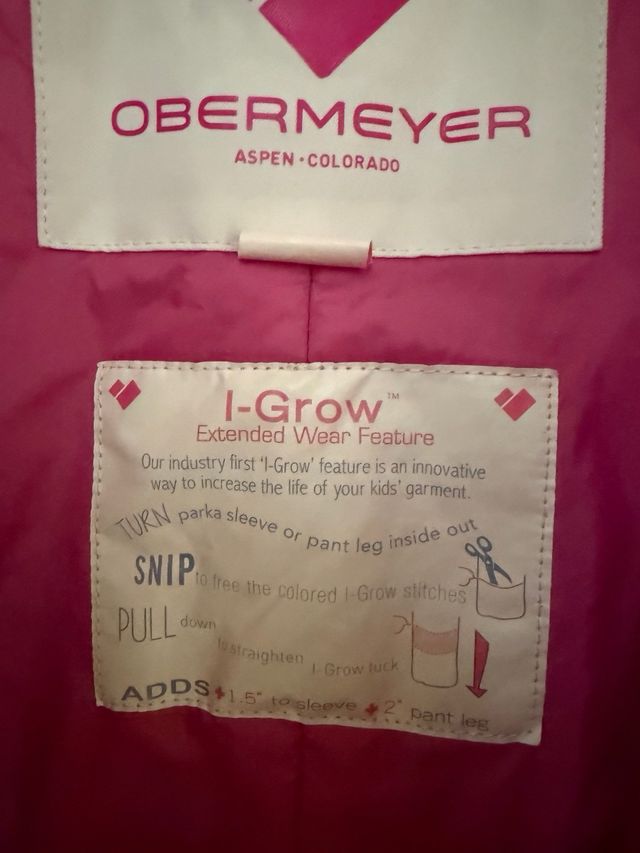 OBERMEYER
ASPEN • COLORADO
I-Grow™
Extended Wear Feature
Our industry first 'I-Grow' feature is an innovative
way to increase the life of your kids' garment.
TURN parka sleeve or pant leg inside out
SNIP to free the colored I-Grow stitches
PULL down to straighten I-Grow tuck
ADDS +1.5" to sleeve + 2" pant leg